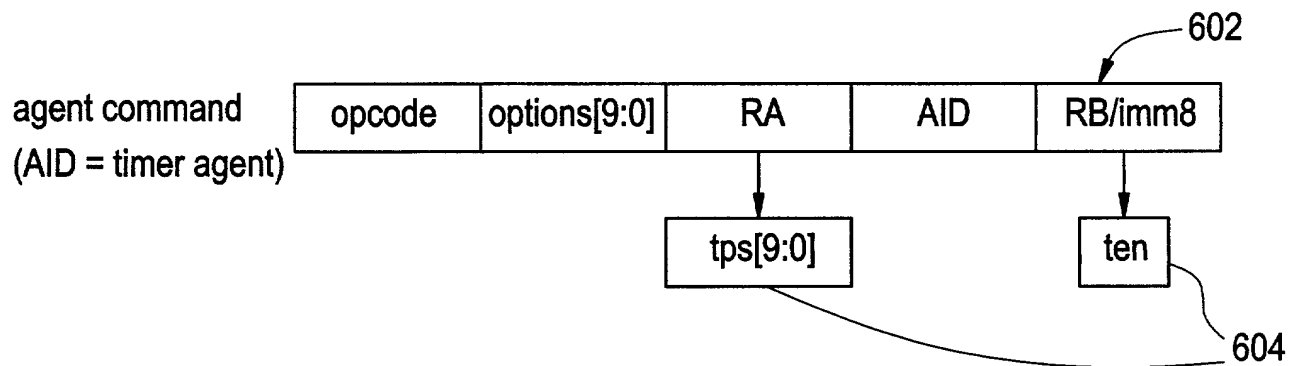 602
agent command
(AID = timer agent)
opcode options[9:0] RA AID RB/imm8
tps[9:0] ten
604